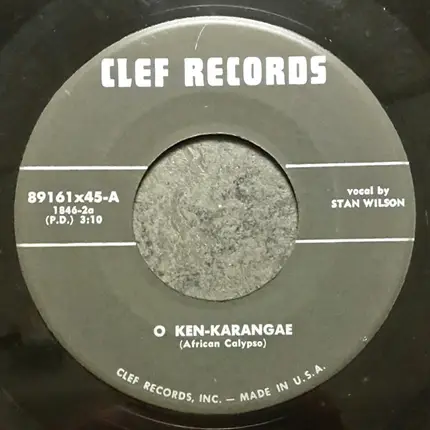 CLEF RECORDS
89161x45-A
1846-2a
(P.D.) 3:10
vocal by
STAN WILSON
O KEN-KARANGAE
(African Calypso)
CLEF RECORDS, INC. — MADE IN U.S.A.